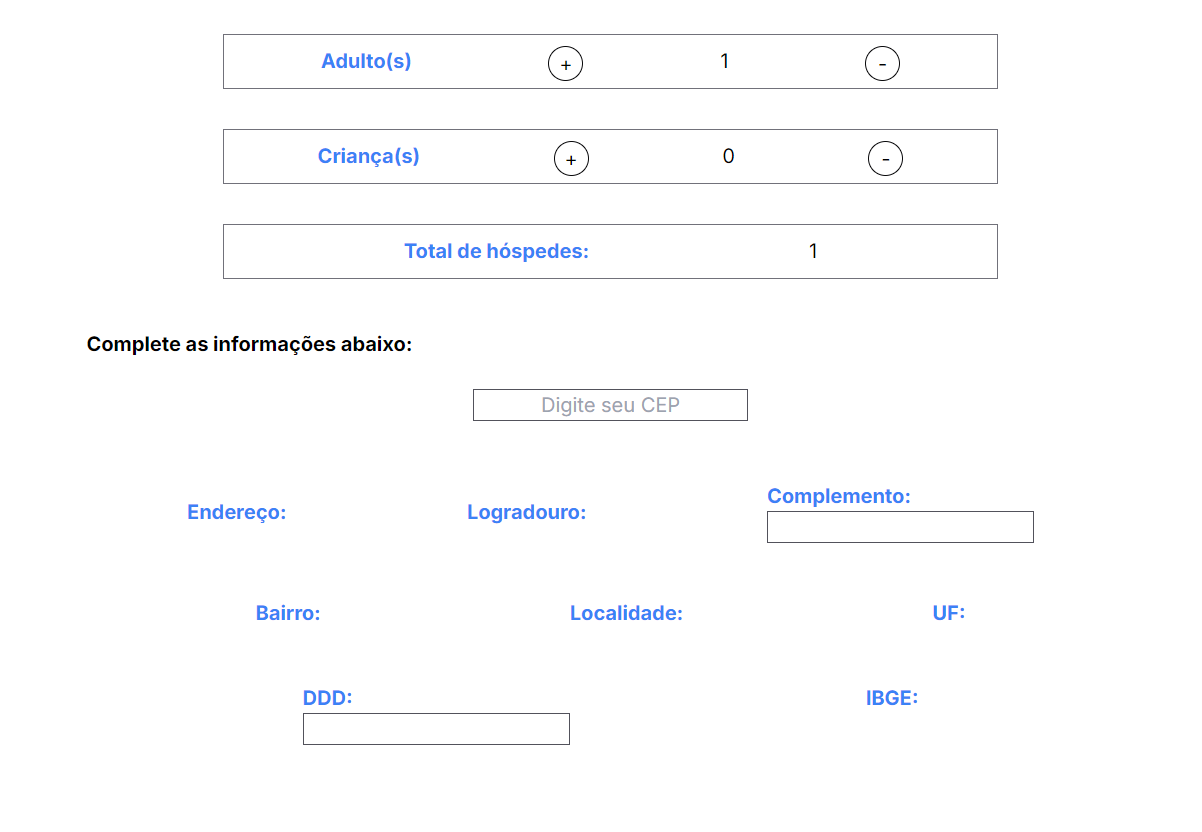 Adulto(s) + 1 -
Criança(s) + 0 -
Total de hóspedes: 1
Complete as informações abaixo:
Digite seu CEP
Endereço: Logradouro: Complemento:
Bairro: Localidade: UF:
DDD: IBGE: